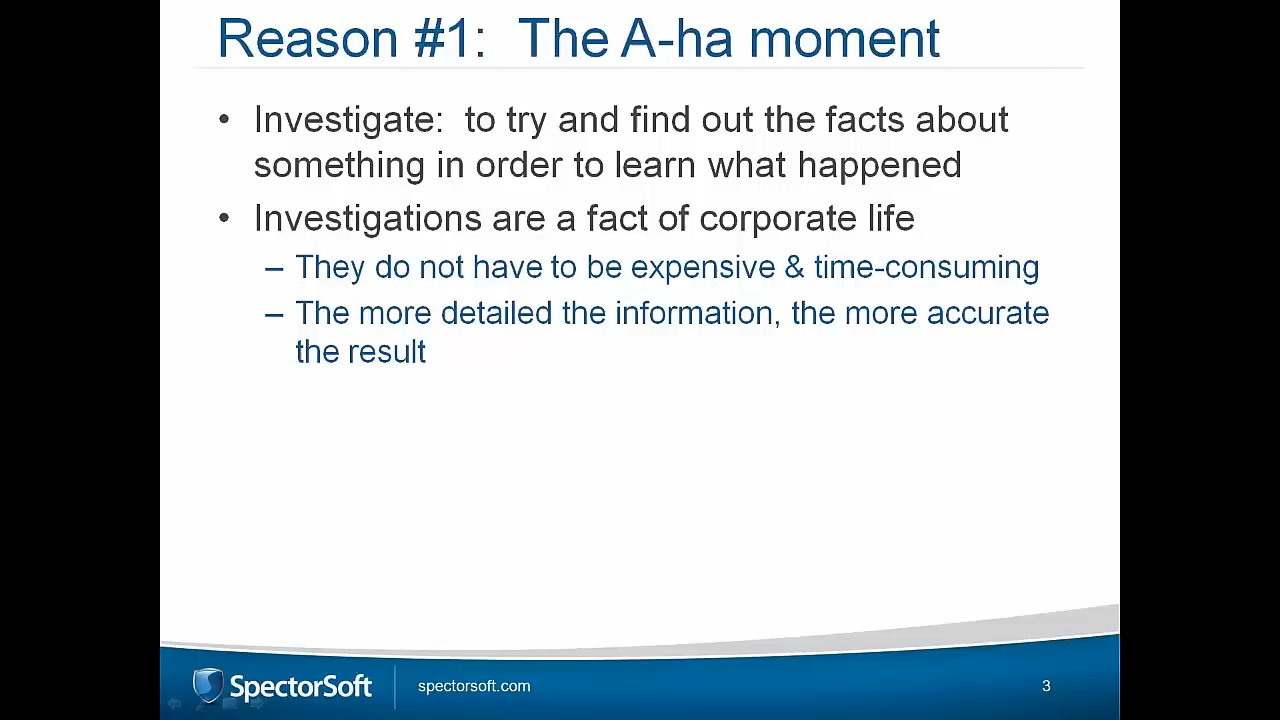 Reason #1:  The A-ha moment
• Investigate:  to try and find out the facts about
something in order to learn what happened
• Investigations are a fact of corporate life
– They do not have to be expensive & time-consuming
– The more detailed the information, the more accurate
the result
SpectorSoft
spectorsoft.com
3